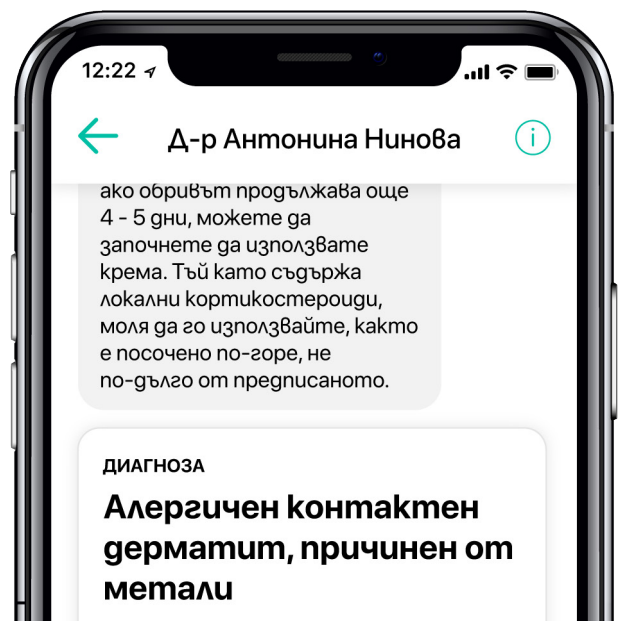 12:22
Д-р Антонина Нинова
ако обривът продължава още
4 - 5 дни, можете да
започнете да използвате
крема. Тъй като съдържа
локални кортикостероиди,
моля да го използвайте, както
е посочено по-горе, не
по-дълго от предписаното.
ДИАГНОЗА
Алергичен контактен
дерматит, причинен от
метали